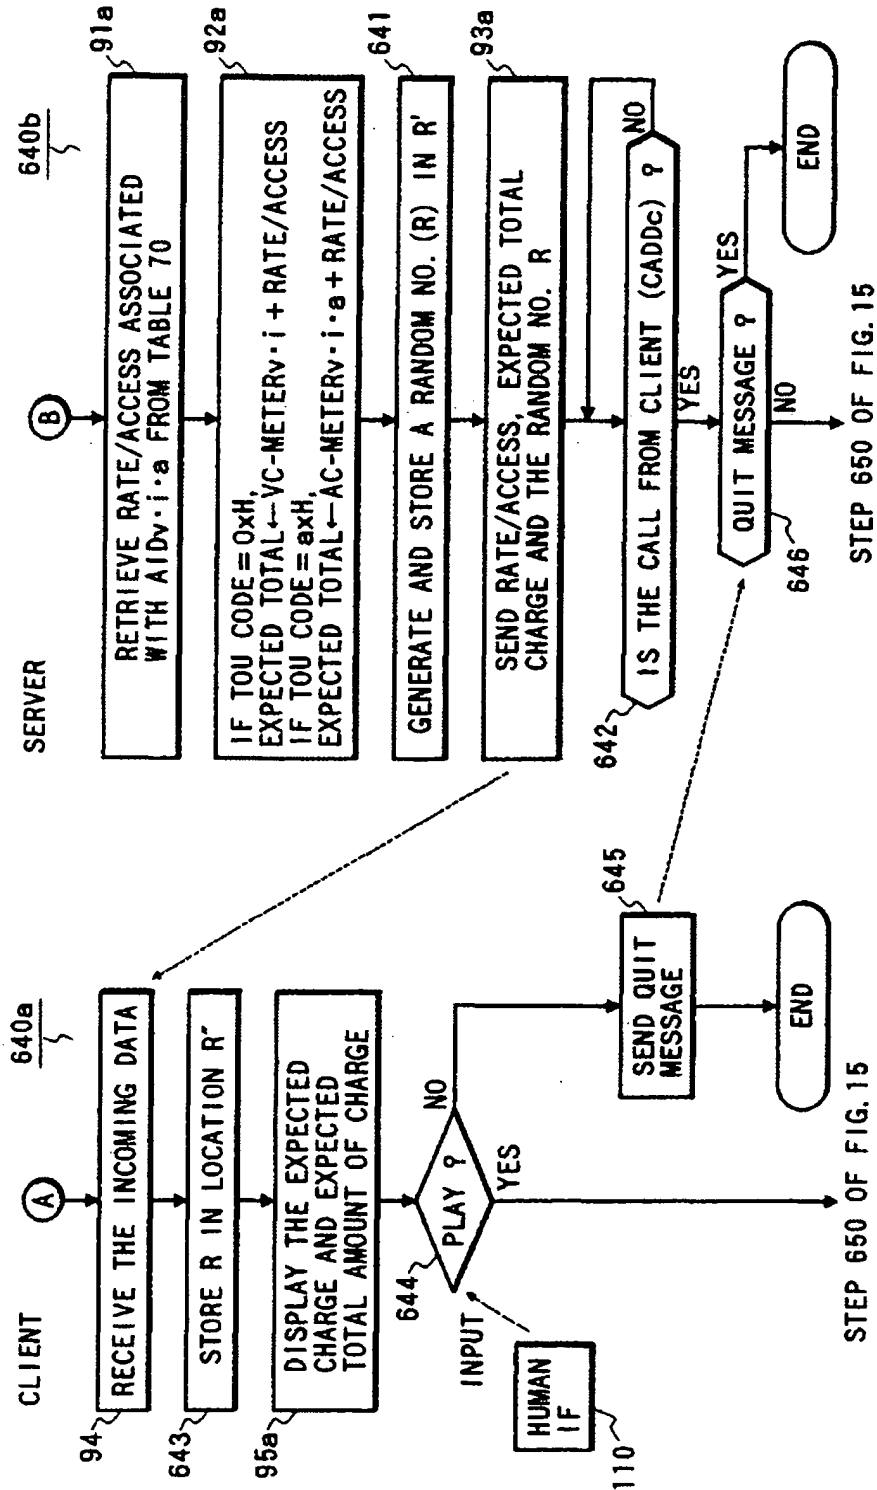 CLIENT
640a
A
94
RECEIVE THE INCOMING DATA
643
STORE R IN LOCATION R"
95a
DISPLAY THE EXPECTED
CHARGE AND EXPECTED
TOTAL AMOUNT OF CHARGE
644
PLAY ?
NO
YES
INPUT
HUMAN
IF
110
645
SEND QUIT
MESSAGE
END
STEP 650 OF FIG. 15
SERVER
640b
B
91a
RETRIEVE RATE/ACCESS ASSOCIATED
WITH AIDv·i·a FROM TABLE 70
92a
IF TOU CODE=0xH,
EXPECTED TOTAL←VC-METERv·i+RATE/ACCESS
IF TOU CODE=axH,
EXPECTED TOTAL←AC-METERv·i·a+RATE/ACCESS
641
GENERATE AND STORE A RANDOM NO. (R) IN R'
93a
SEND RATE/ACCESS, EXPECTED TOTAL
CHARGE AND THE RANDOM NO. R
642
IS THE CALL FROM CLIENT (CADDc) ?
NO
YES
QUIT MESSAGE ?
YES
646
NO
END
STEP 650 OF FIG. 15